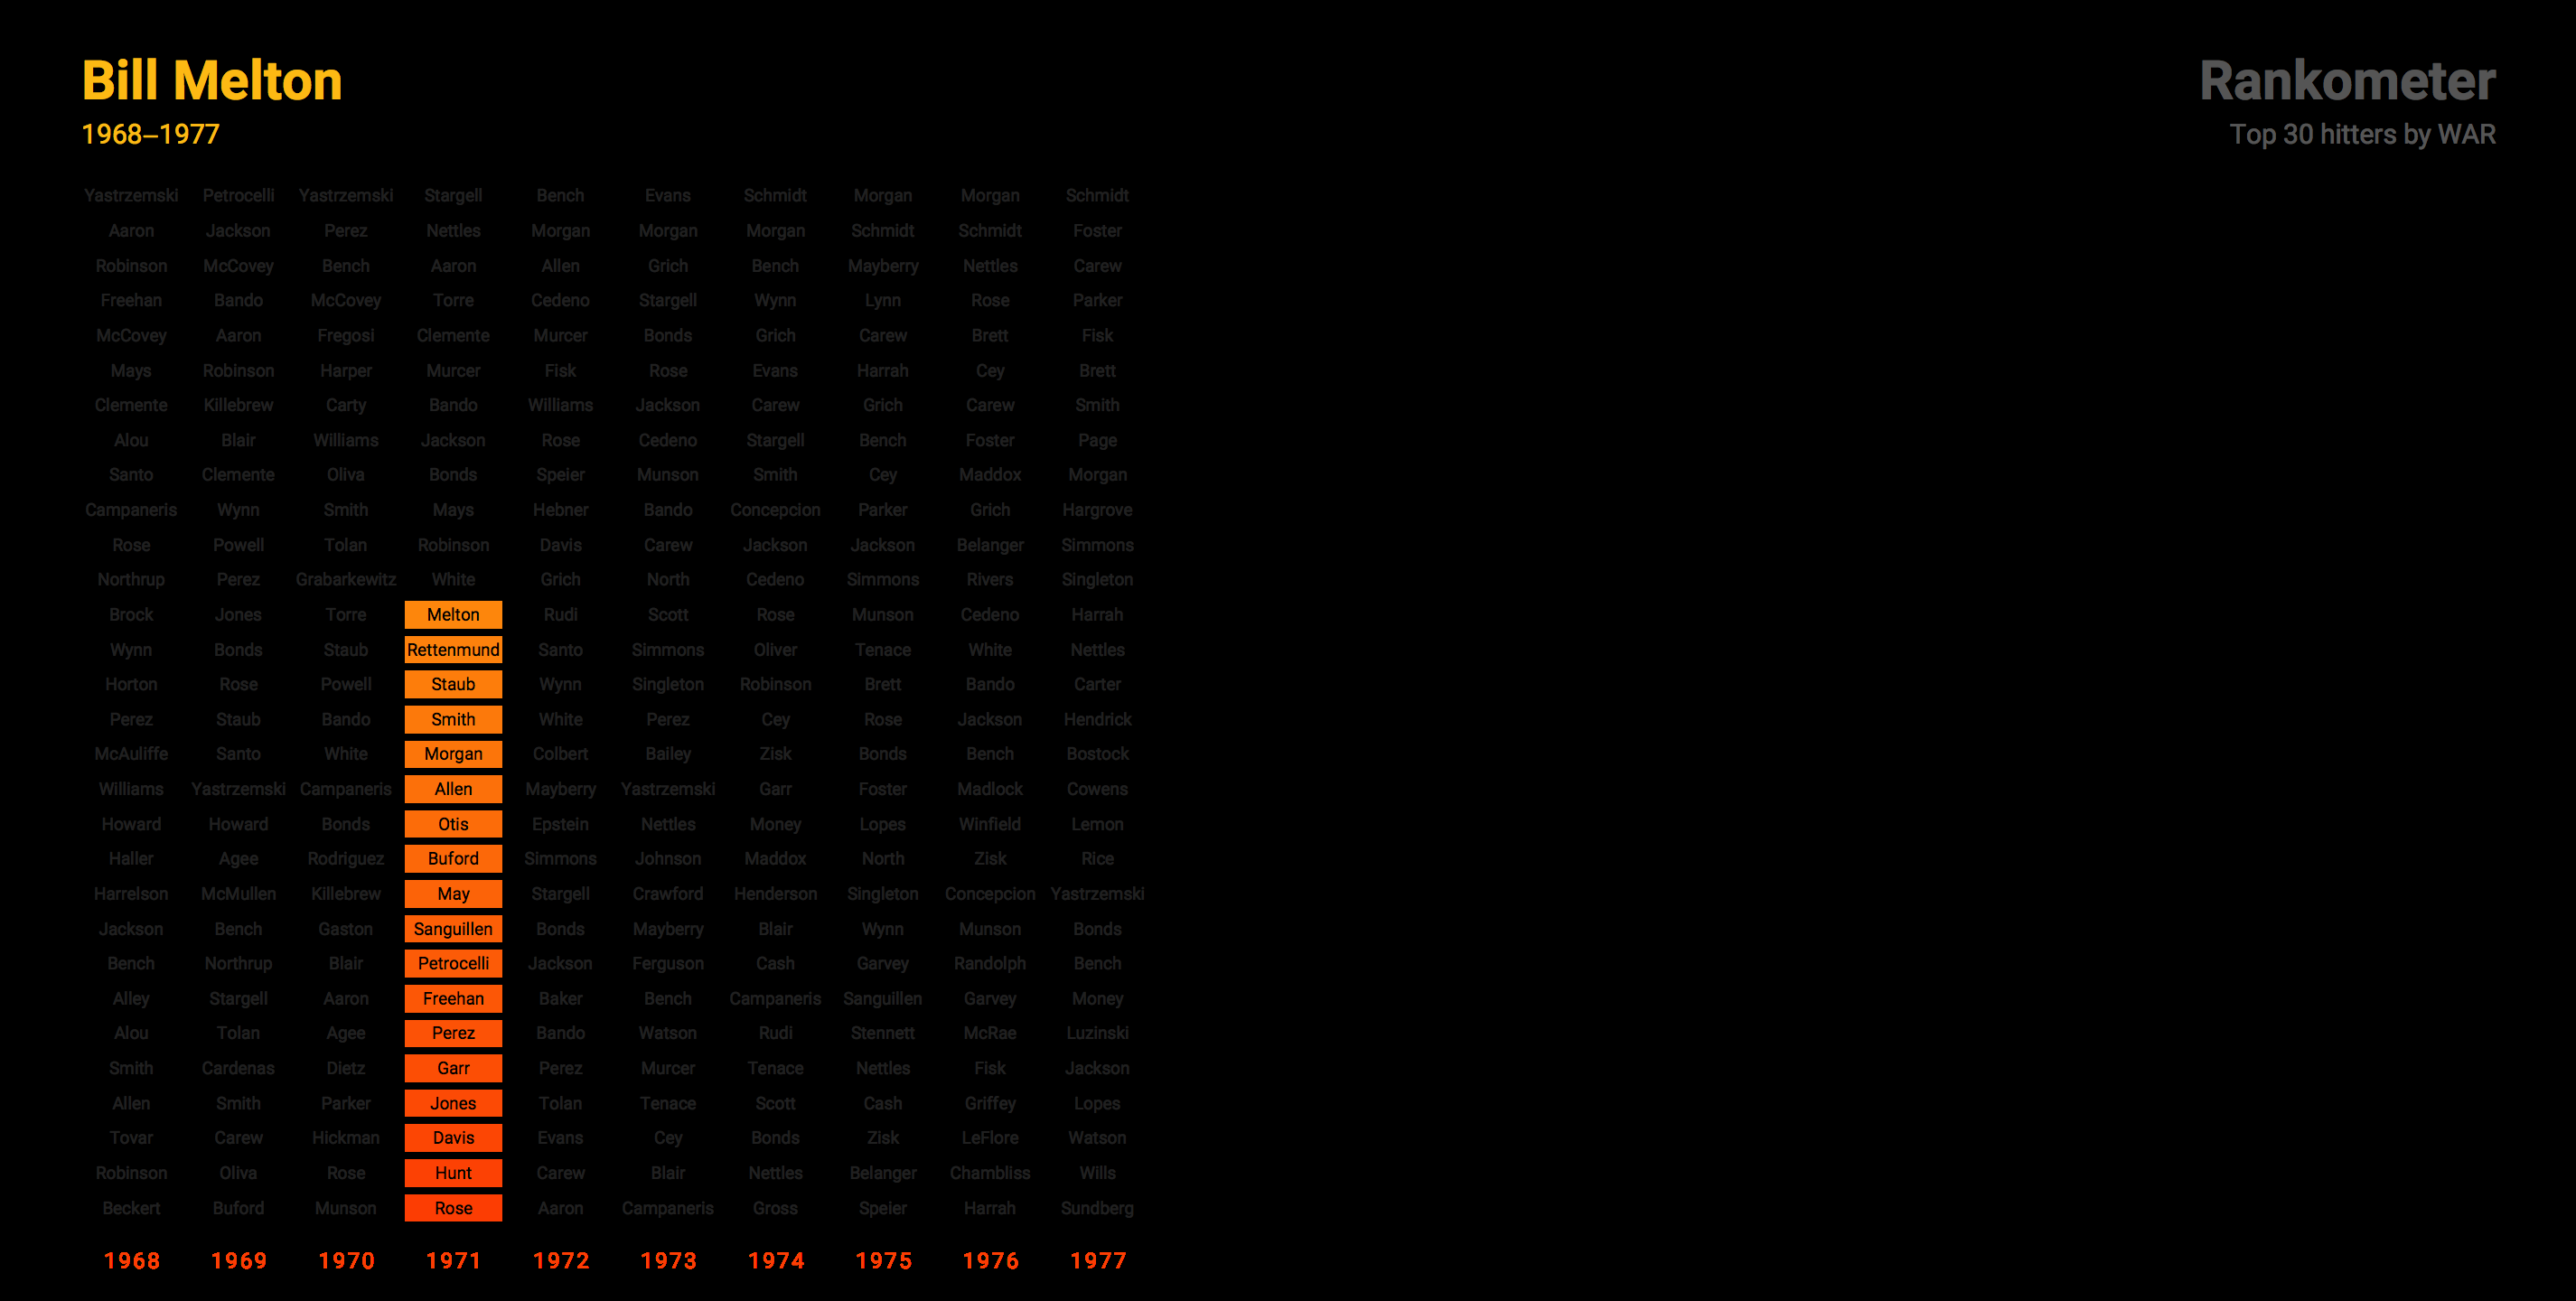 Bill Melton
1968–1977
Rankometer
Top 30 hitters by WAR
Yastrzemski Petrocelli Yastrzemski Stargell Bench Evans Schmidt Morgan Morgan Schmidt
Aaron Jackson Perez Nettles Morgan Morgan Morgan Schmidt Schmidt Foster
Robinson McCovey Bench Aaron Allen Grich Bench Mayberry Nettles Carew
Freehan Bando McCovey Torre Cedeno Stargell Wynn Lynn Rose Parker
McCovey Aaron Fregosi Clemente Murcer Bonds Grich Carew Brett Fisk
Mays Robinson Harper Murcer Fisk Rose Evans Harrah Cey Brett
Clemente Killebrew Carty Bando Williams Jackson Carew Grich Carew Smith
Alou Blair Williams Jackson Rose Cedeno Stargell Bench Foster Page
Santo Clemente Oliva Bonds Speier Munson Smith Cey Maddox Morgan
Campaneris Wynn Smith Mays Hebner Bando Concepcion Parker Grich Hargrove
Rose Powell Tolan Robinson Davis Carew Jackson Jackson Belanger Simmons
Northrup Perez Grabarkewitz White Grich North Cedeno Simmons Rivers Singleton
Brock Jones Torre Melton Rudi Scott Rose Munson Cedeno Harrah
Wynn Bonds Staub Rettenmund Santo Simmons Oliver Tenace White Nettles
Horton Rose Powell Staub Wynn Singleton Robinson Brett Bando Carter
Perez Staub Bando Smith White Perez Cey Rose Jackson Hendrick
McAuliffe Santo White Morgan Colbert Bailey Zisk Bonds Bench Bostock
Williams Yastrzemski Campaneris Allen Mayberry Yastrzemski Garr Foster Madlock Cowens
Howard Howard Bonds Otis Epstein Nettles Money Lopes Winfield Lemon
Haller Agee Rodriguez Buford Simmons Johnson Maddox North Zisk Rice
Harrelson McMullen Killebrew May Stargell Crawford Henderson Singleton Concepcion Yastrzemski
Jackson Bench Gaston Sanguillen Bonds Mayberry Blair Wynn Munson Bonds
Bench Northrup Blair Petrocelli Jackson Ferguson Cash Garvey Randolph Bench
Alley Stargell Aaron Freehan Baker Bench Campaneris Sanguillen Garvey Money
Alou Tolan Agee Perez Bando Watson Rudi Stennett McRae Luzinski
Smith Cardenas Dietz Garr Perez Murcer Tenace Nettles Fisk Jackson
Allen Smith Parker Jones Tolan Tenace Scott Cash Griffey Lopes
Tovar Carew Hickman Davis Evans Cey Bonds Zisk LeFlore Watson
Robinson Oliva Rose Hunt Carew Blair Nettles Belanger Chambliss Wills
Beckert Buford Munson Rose Aaron Campaneris Gross Speier Harrah Sundberg
1968 1969 1970 1971 1972 1973 1974 1975 1976 1977